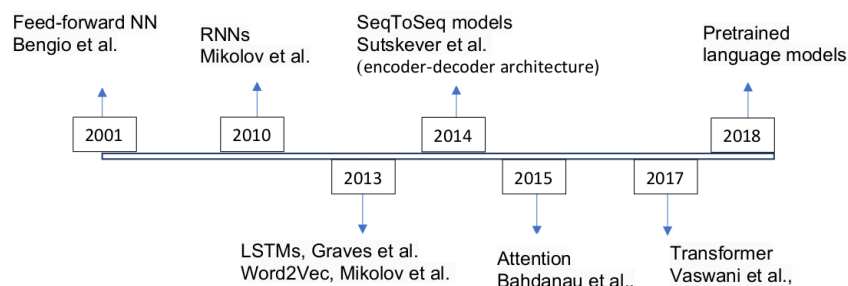 Feed-forward NN
Bengio et al.
RNNs
Mikolov et al.
SeqToSeq models
Sutskever et al.
(encoder-decoder architecture)
Pretrained
language models
2001
2010
2014
2018
2013
2015
2017
LSTMs, Graves et al.
Word2Vec, Mikolov et al.
Attention
Bahdanau et al.,
Transformer
Vaswani et al.,